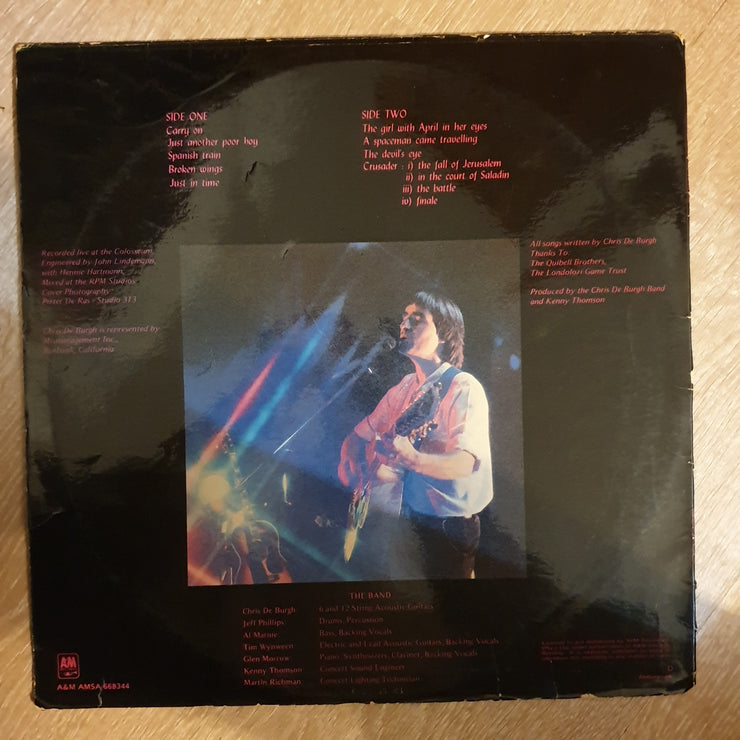 SIDE ONE
Carry on
Just another poor boy
Spanish train
Broken wings
Just in time
SIDE TWO
The girl with April in her eyes
A spaceman came travelling
The devil's eye
Crusader : i) the fall of Jerusalem
ii) in the court of Saladin
iii) the battle
iv) finale
Recorded live at the Colosseum
Engineered by John Lindemann,
with Hennie Hartmann,
Mixed at the RPM Studios
Cover Photography
Pieter De Ras - Studio 313
Chris De Burgh is represented by
Mismanagement Inc.,
Burbank, California
All songs written by Chris De Burgh
Thanks To:
The Quibell Brothers,
The Londolozi Game Trust
Produced by the Chris De Burgh Band
and Kenny Thomson
THE BAND
Chris De Burgh 6 and 12 String Acoustic Guitars
Jeff Phillips Drums, Percussion
Al Marnie Bass, Backing Vocals
Tim Wynveen Electric and Lead Acoustic Guitars, Backing Vocals
Glen Morrow Piano, Synthesizers, Clarinet, Backing Vocals
Kenny Thomson Concert Sound Engineer
Martin Richman Concert Lighting Technician
A&M
A&M AMSA 668344